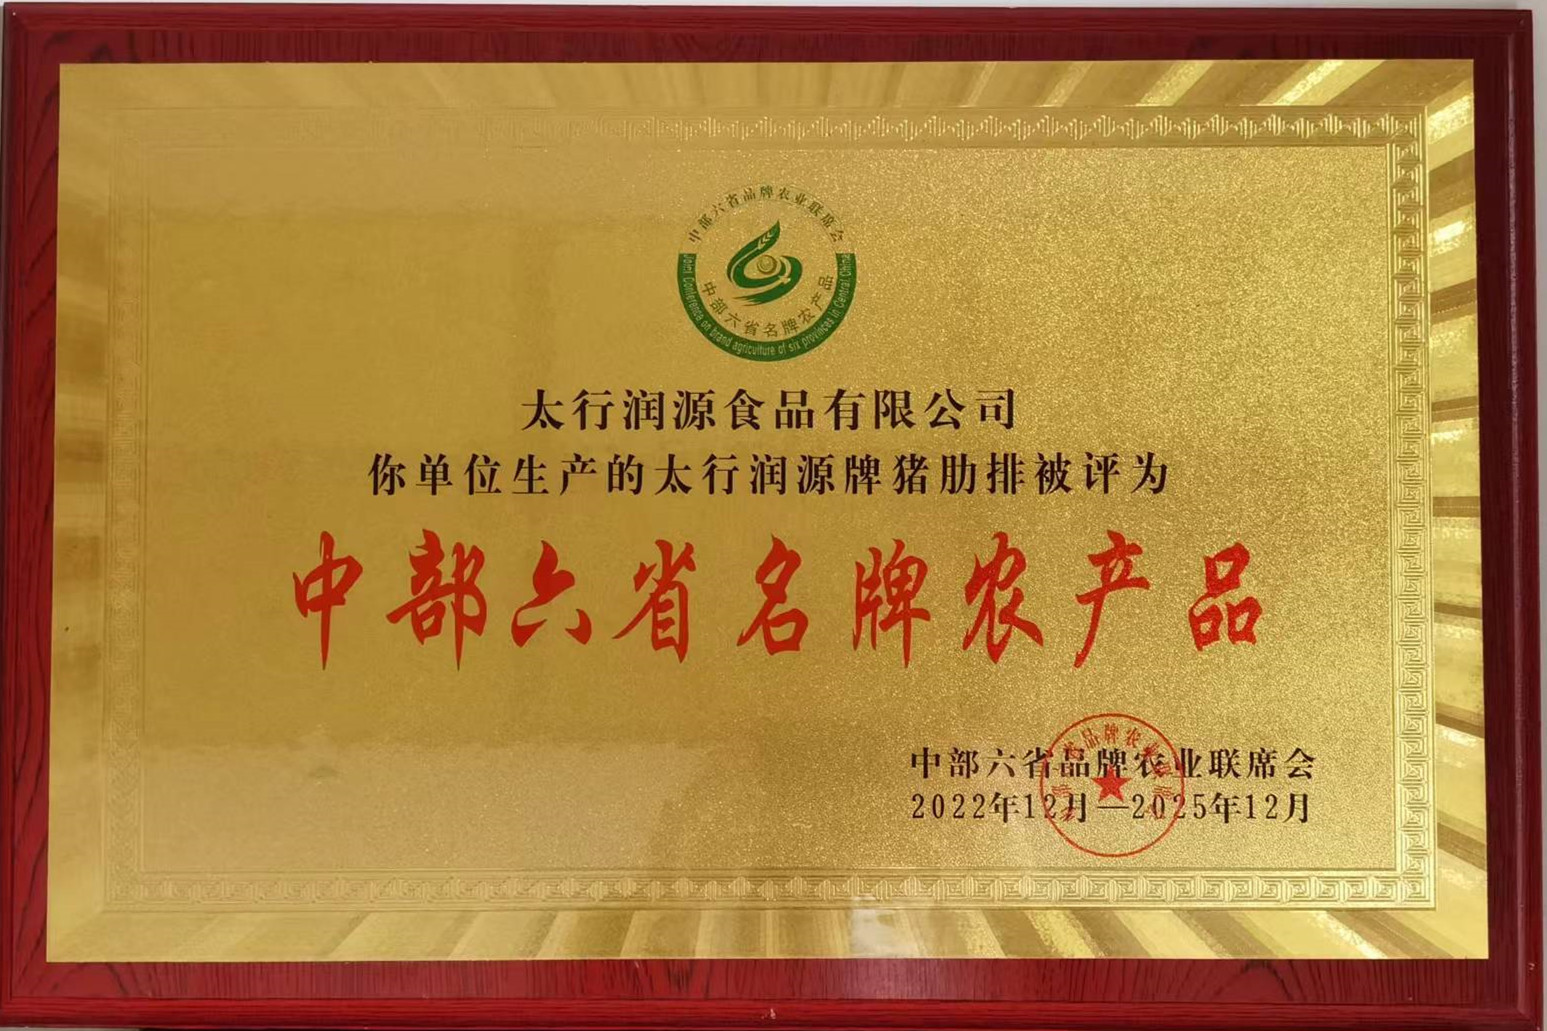 中部六省品牌农业联席会
中部六省名牌农产品
Joint Conference on brand agriculture of six provinces in Central China
太行润源食品有限公司
你单位生产的太行润源牌猪肋排被评为
中部六省名牌农产品
中部六省品牌农业联席会
2022年12月—2025年12月